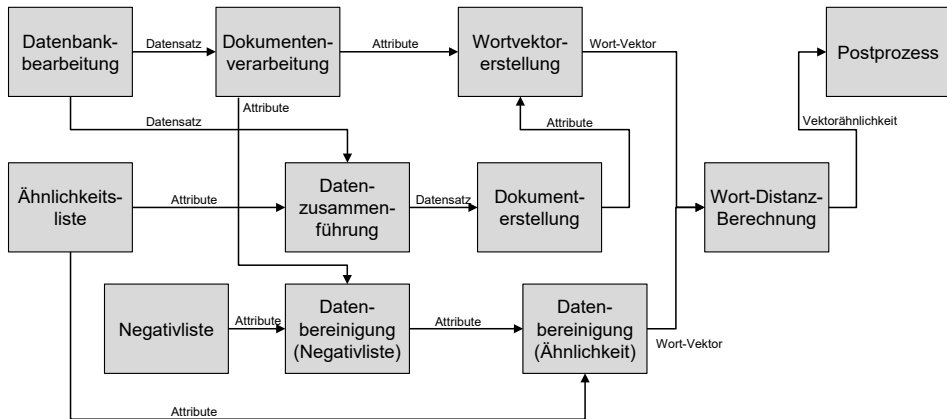 Datenbank-
bearbeitung
Datensatz
Dokumenten-
verarbeitung
Attribute
Wortvektor-
erstellung
Wort-Vektor
Postprozess
Attribute
Datensatz
Attribute
Vektorähnlichkeit
Ähnlichkeits-
liste
Attribute
Daten-
zusammen-
führung
Datensatz
Dokument-
erstellung
Wort-Distanz-
Berechnung
Negativliste
Attribute
Daten-
bereinigung
(Negativliste)
Attribute
Daten-
bereinigung
(Ähnlichkeit)
Wort-Vektor
Attribute